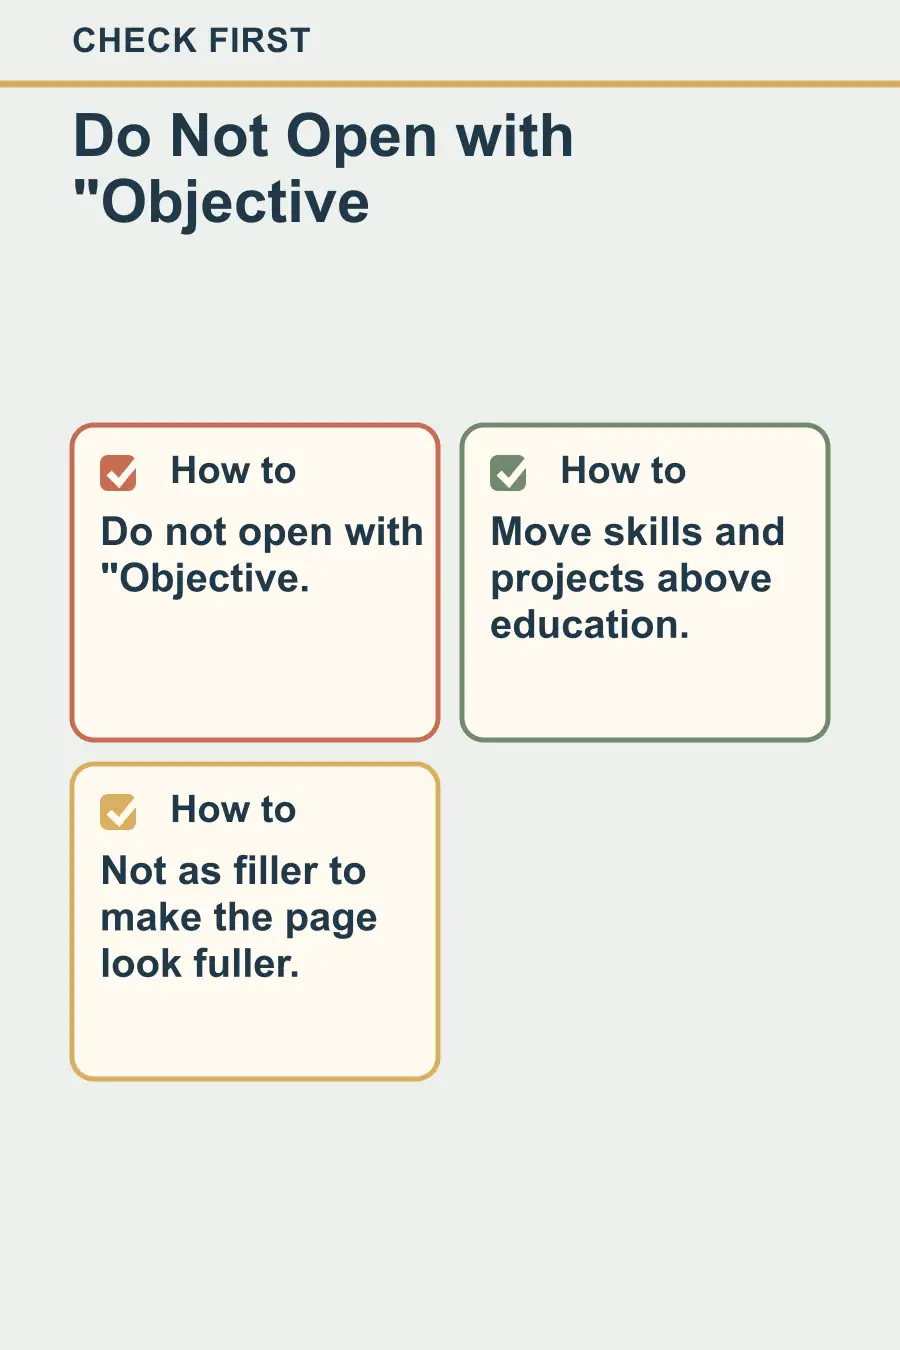 CHECK FIRST
Do Not Open with
"Objective
How to
Do not open with
"Objective.
How to
Move skills and
projects above
education.
How to
Not as filler to
make the page
look fuller.